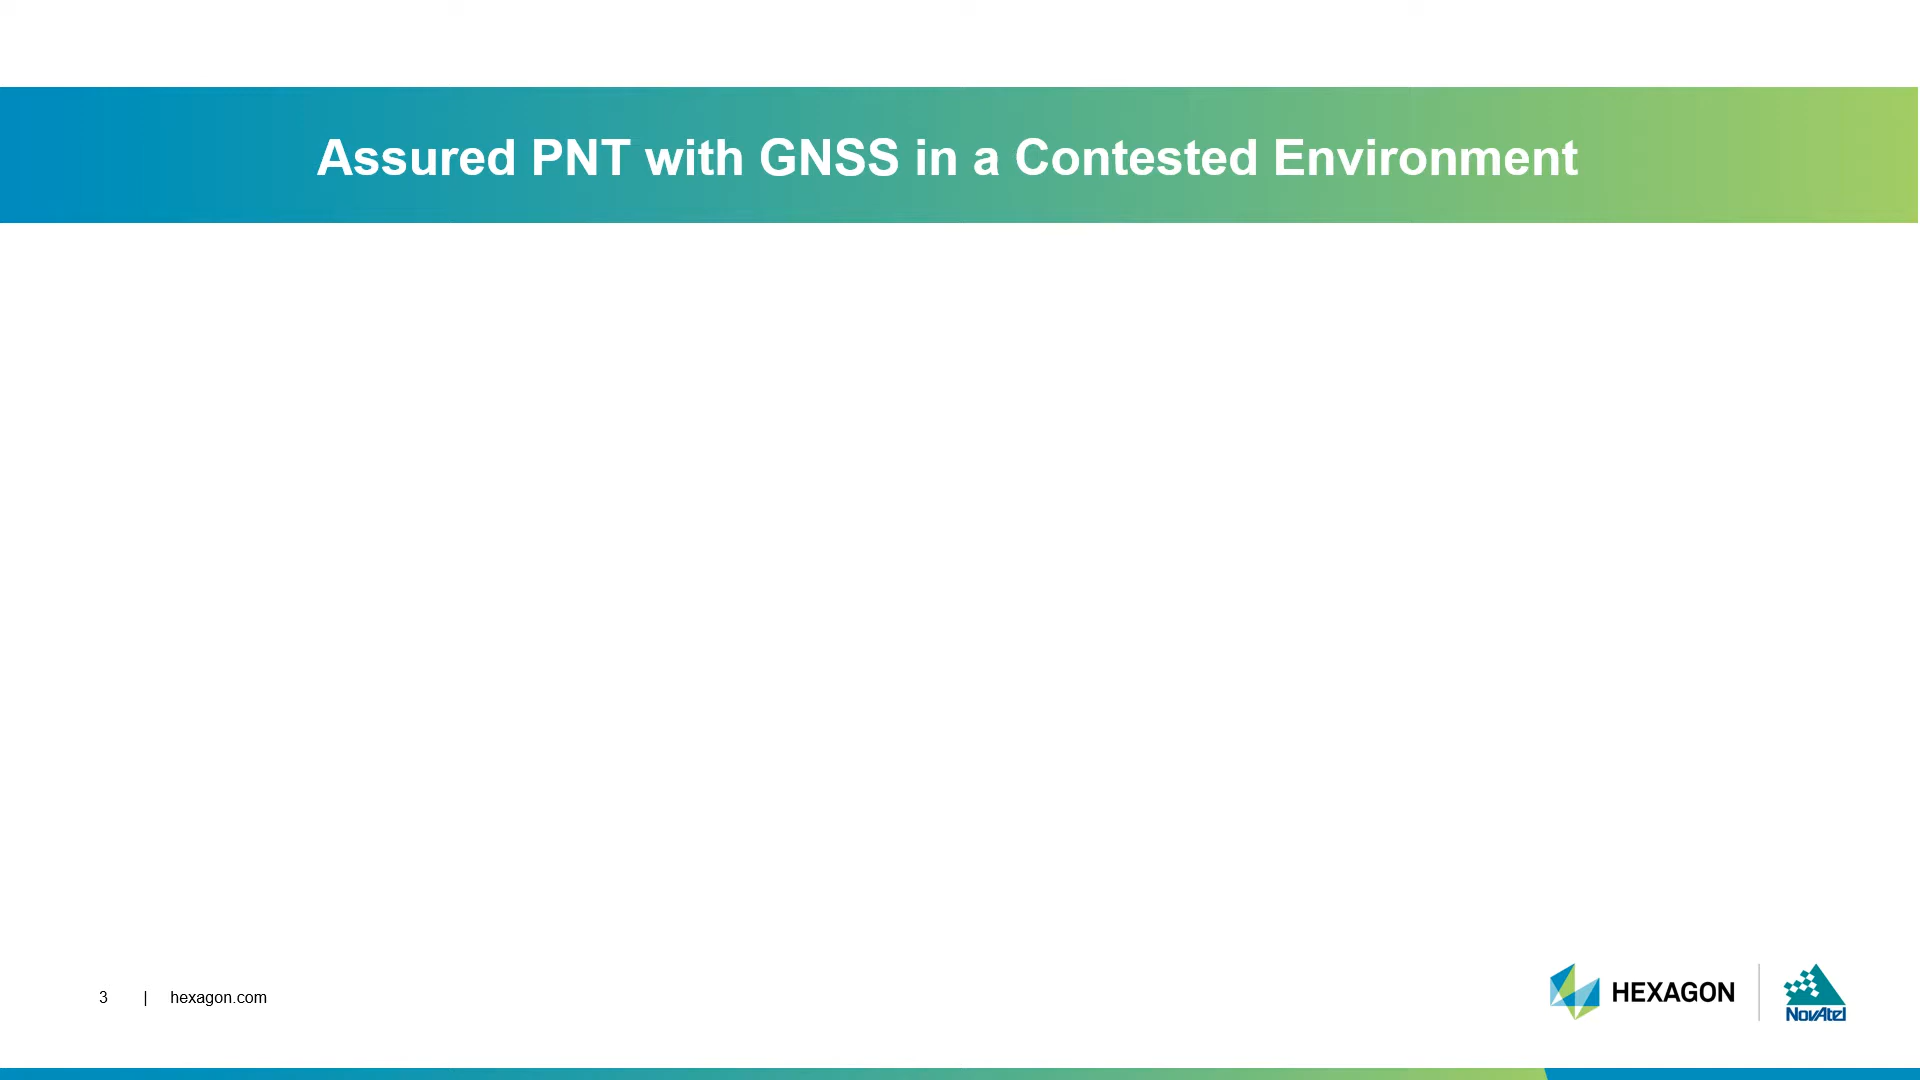 Assured PNT with GNSS in a Contested Environment
3 | hexagon.com
HEXAGON
NovAtel